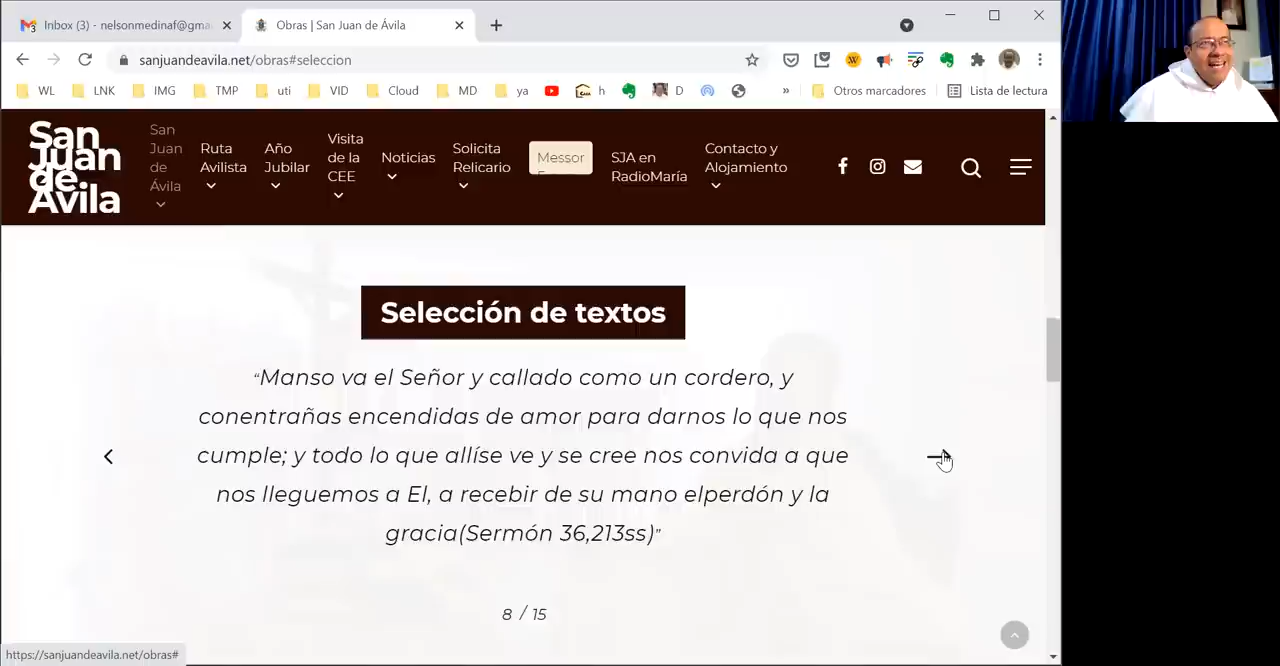 Inbox (3) - nelsonmedinaf@gma
Obras | San Juan de Ávila
sanjuandeavila.net/obras#seleccion
WL LNK IMG TMP uti VID Cloud MD ya h D » Otros marcadores Lista de lectura
San Juan de Ávila
San Juan de Ávila
Ruta Avilista
Año Jubilar
Visita de la CEE
Noticias
Solicita Relicario
Messor
SJA en RadioMaría
Contacto y Alojamiento
Selección de textos
“Manso va el Señor y callado como un cordero, y
conentrañas encendidas de amor para darnos lo que nos
cumple; y todo lo que allíse ve y se cree nos convida a que
nos lleguemos a El, a recebir de su mano elperdón y la
gracia(Sermón 36,213ss)”
8 / 15
https://sanjuandeavila.net/obras#